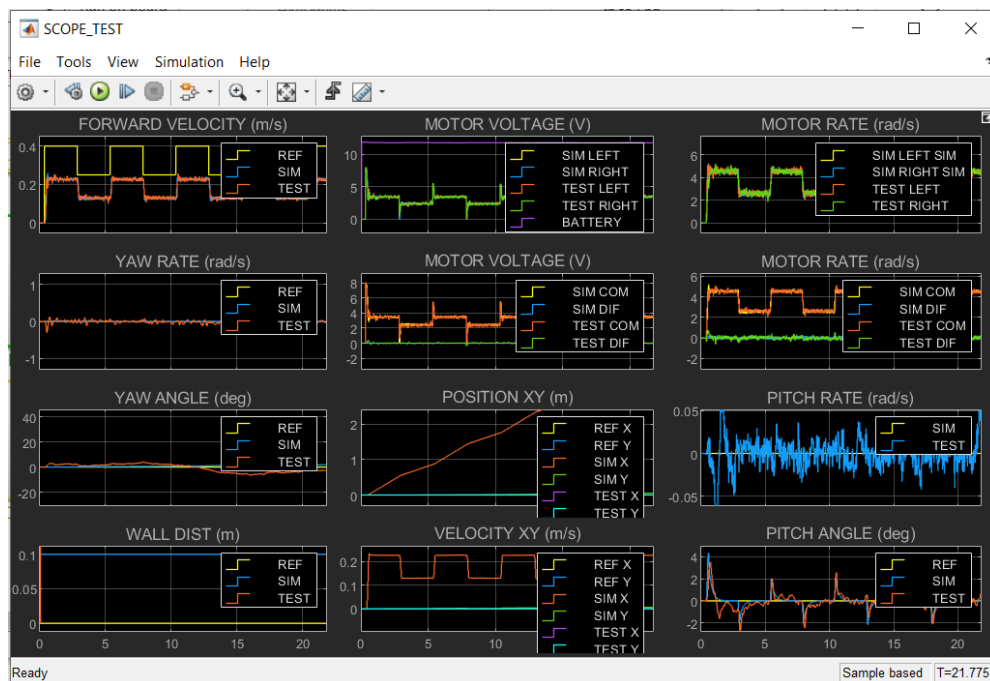 SCOPE_TEST
File Tools View Simulation Help
FORWARD VELOCITY (m/s)
0.4
0.2
0
REF
SIM
TEST
MOTOR VOLTAGE (V)
10
5
0
SIM LEFT
SIM RIGHT
TEST LEFT
TEST RIGHT
BATTERY
MOTOR RATE (rad/s)
6
4
2
0
SIM LEFT SIM
SIM RIGHT SIM
TEST LEFT
TEST RIGHT
YAW RATE (rad/s)
1
0
-1
REF
SIM
TEST
MOTOR VOLTAGE (V)
8
6
4
2
0
-2
SIM COM
SIM DIF
TEST COM
TEST DIF
MOTOR RATE (rad/s)
6
4
2
0
-2
SIM COM
SIM DIF
TEST COM
TEST DIF
YAW ANGLE (deg)
40
20
0
-20
REF
SIM
TEST
POSITION XY (m)
2
1
0
REF X
REF Y
SIM X
SIM Y
TEST X
TEST Y
PITCH RATE (rad/s)
0.05
0
-0.05
SIM
TEST
WALL DIST (m)
0.1
0.05
0
REF
SIM
TEST
0 5 10 15 20
VELOCITY XY (m/s)
0.2
0.1
0
REF X
REF Y
SIM X
SIM Y
TEST X
TEST Y
0 5 10
PITCH ANGLE (deg)
4
2
0
-2
REF
SIM
TEST
0 5 10 15 20
Ready
Sample based T=21.775